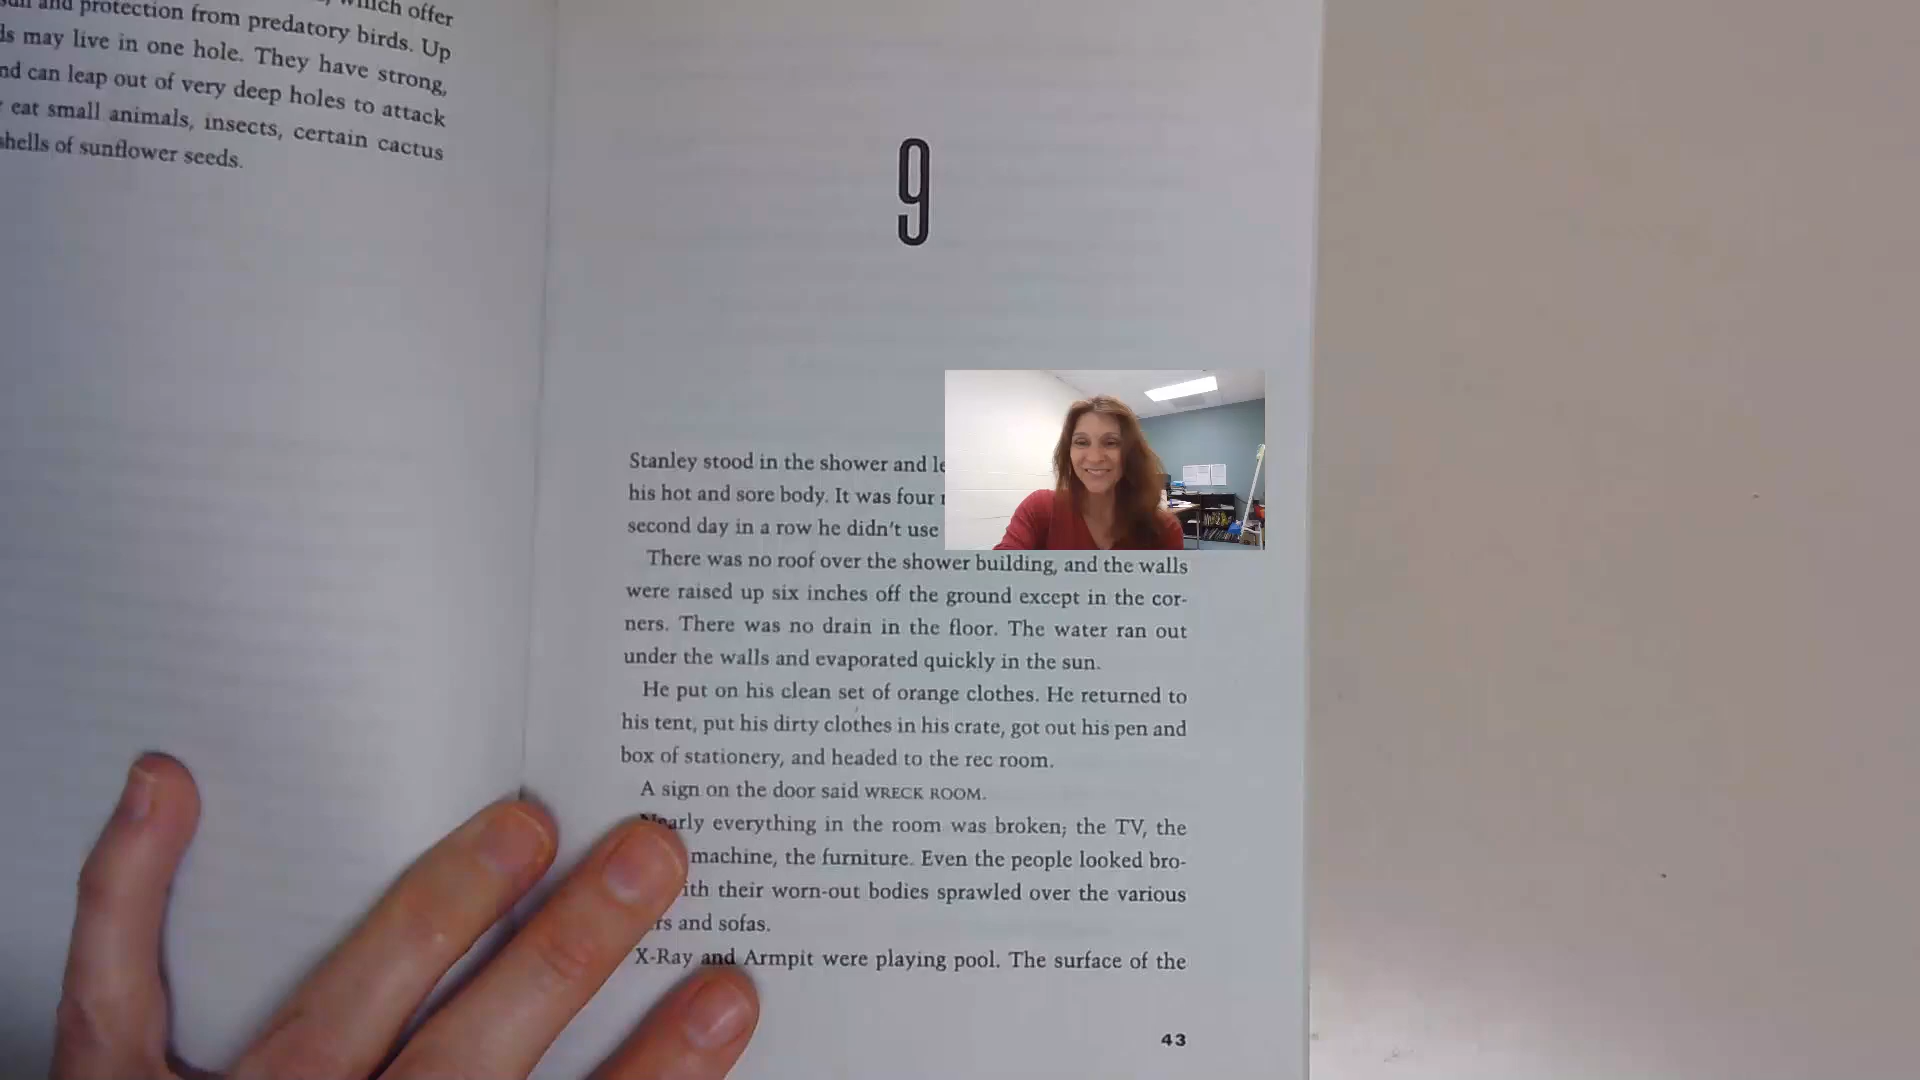 which offer
and protection from predatory birds. Up
may live in one hole. They have strong,
can leap out of very deep holes to attack
eat small animals, insects, certain cactus
shells of sunflower seeds.
9
Stanley stood in the shower and
his hot and sore body. It was four
second day in a row he didn't use
There was no roof over the shower building, and the walls
were raised up six inches off the ground except in the cor-
ners. There was no drain in the floor. The water ran out
under the walls and evaporated quickly in the sun.
He put on his clean set of orange clothes. He returned to
his tent, put his dirty clothes in his crate, got out his pen and
box of stationery, and headed to the rec room.
A sign on the door said WRECK ROOM.
Nearly everything in the room was broken; the TV, the
machine, the furniture. Even the people looked bro-
their worn-out bodies sprawled over the various
and sofas.
X-Ray and Armpit were playing pool. The surface of the
43